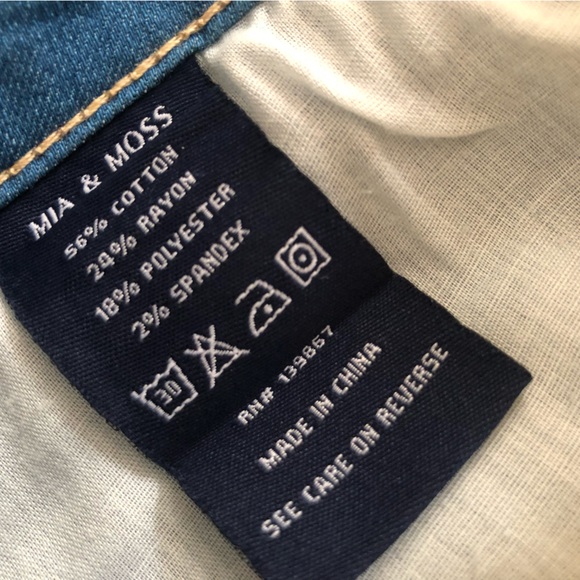 MIA & MOSS
56% COTTON
24% RAYON
18% POLYESTER
2% SPANDEX
30
RN# 139867
MADE IN CHINA
SEE CARE ON REVERSE